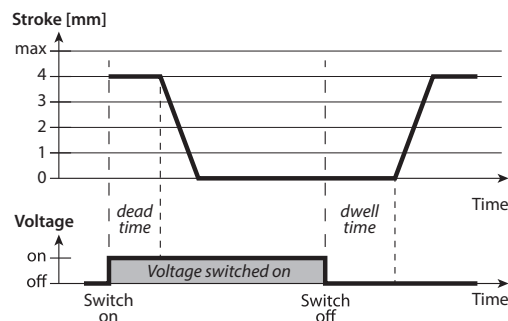 Stroke [mm]
max
4
3
2
1
0
Time
dead
time
dwell
time
Voltage
on
off
Voltage switched on
Time
Switch
on
Switch
off